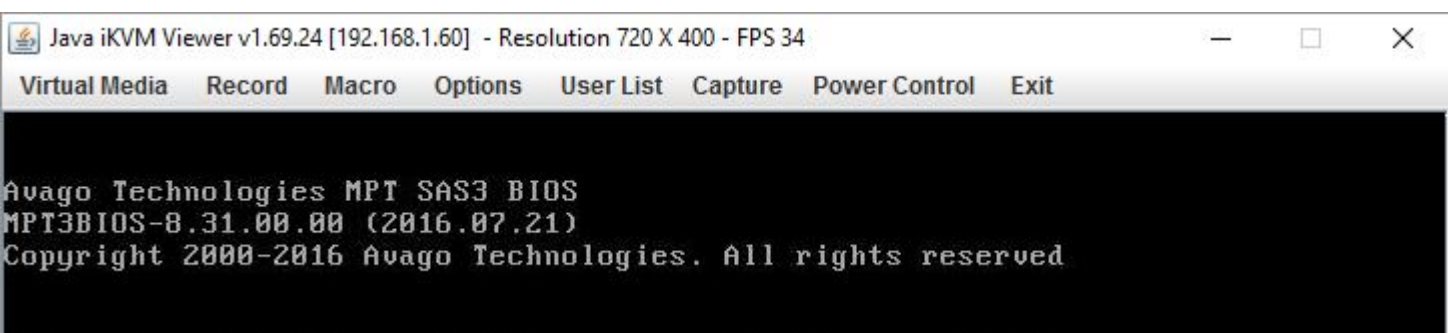 Java iKVM Viewer v1.69.24 [192.168.1.60] - Resolution 720 X 400 - FPS 34
Virtual Media Record Macro Options User List Capture Power Control Exit
Avago Technologies MPT SAS3 BIOS
MPT3BIOS-8.31.00.00 (2016.07.21)
Copyright 2000-2016 Avago Technologies. All rights reserved